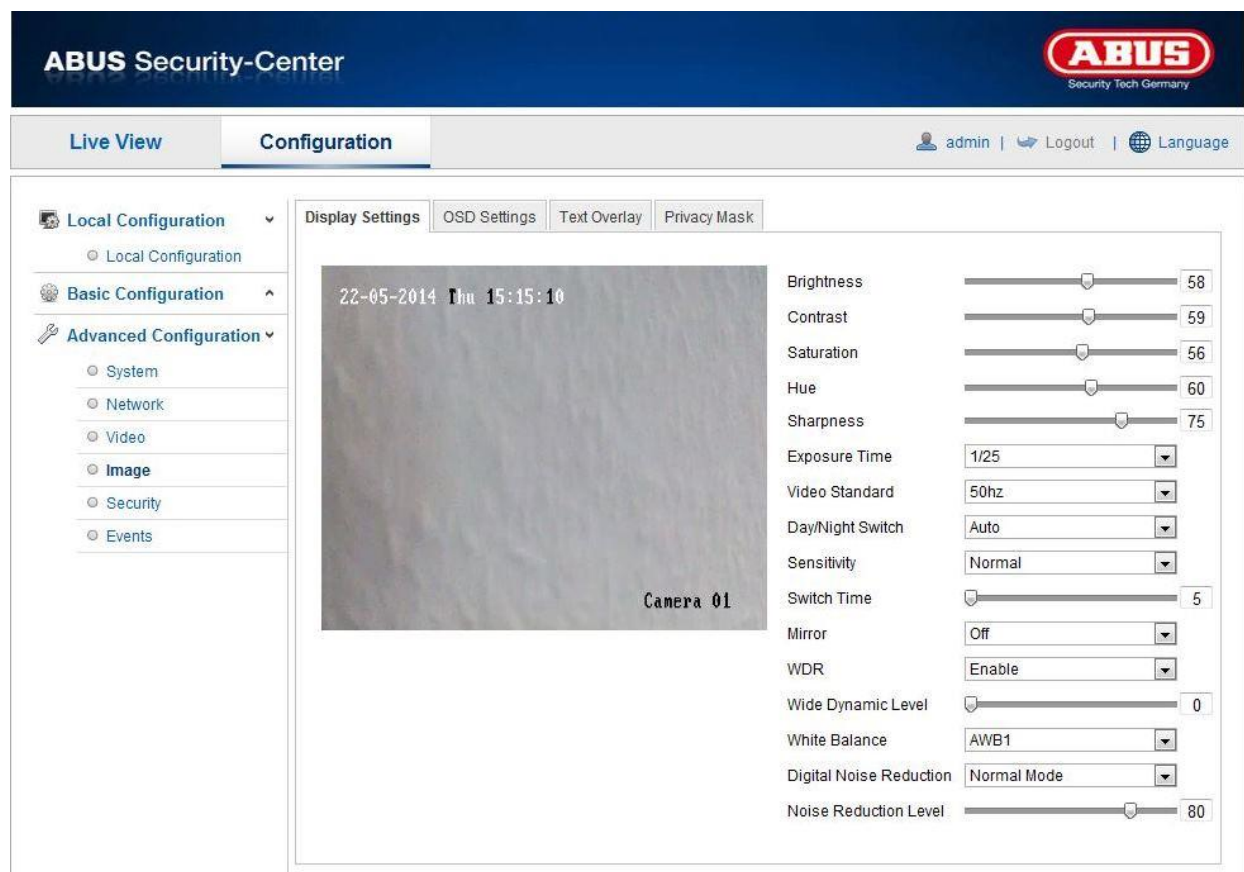 ABUS Security-Center
ABUS
Security Tech Germany
Live View
Configuration
admin | Logout | Language
Local Configuration
Local Configuration
Basic Configuration
Advanced Configuration
System
Network
Video
Image
Security
Events
Display Settings
OSD Settings
Text Overlay
Privacy Mask
22-05-2014 Thu 15:15:10
Camera 01
Brightness 58
Contrast 59
Saturation 56
Hue 60
Sharpness 75
Exposure Time 1/25
Video Standard 50hz
Day/Night Switch Auto
Sensitivity Normal
Switch Time 5
Mirror Off
WDR Enable
Wide Dynamic Level 0
White Balance AWB1
Digital Noise Reduction Normal Mode
Noise Reduction Level 80